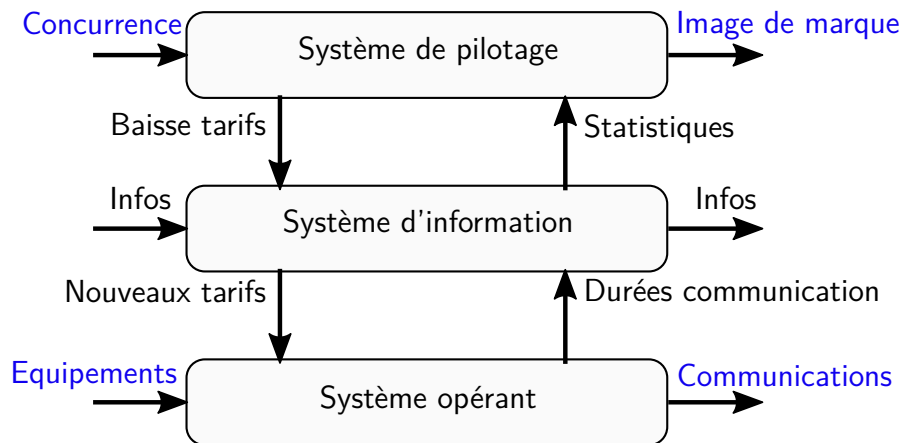 Concurrence
Système de pilotage
Image de marque
Baisse tarifs
Statistiques
Infos
Système d'information
Infos
Nouveaux tarifs
Durées communication
Equipements
Système opérant
Communications